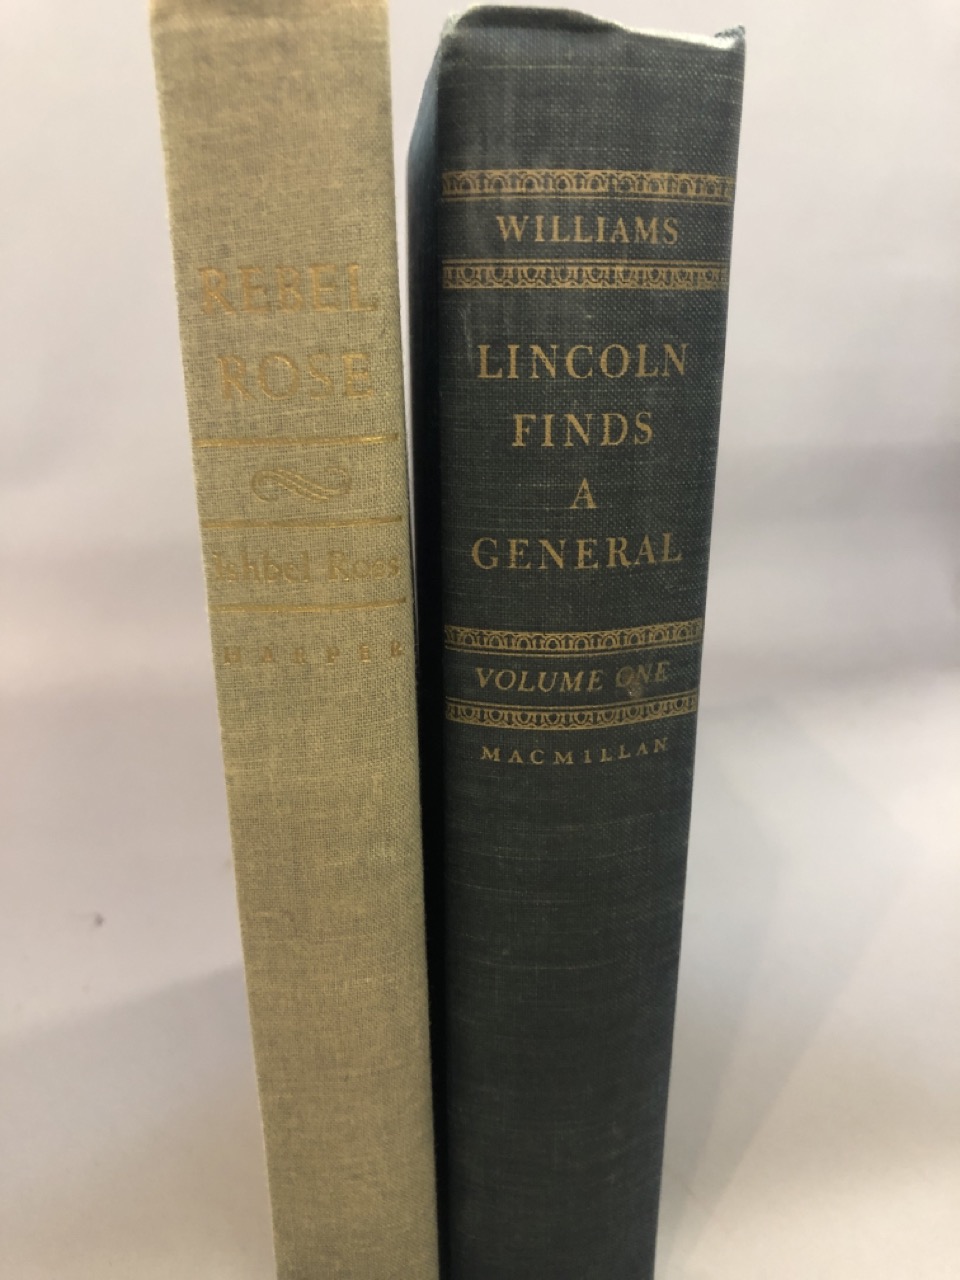 REBEL
ROSE
Ishbel Ross
HARPER
WILLIAMS
LINCOLN
FINDS
A
GENERAL
VOLUME ONE
MACMILLAN